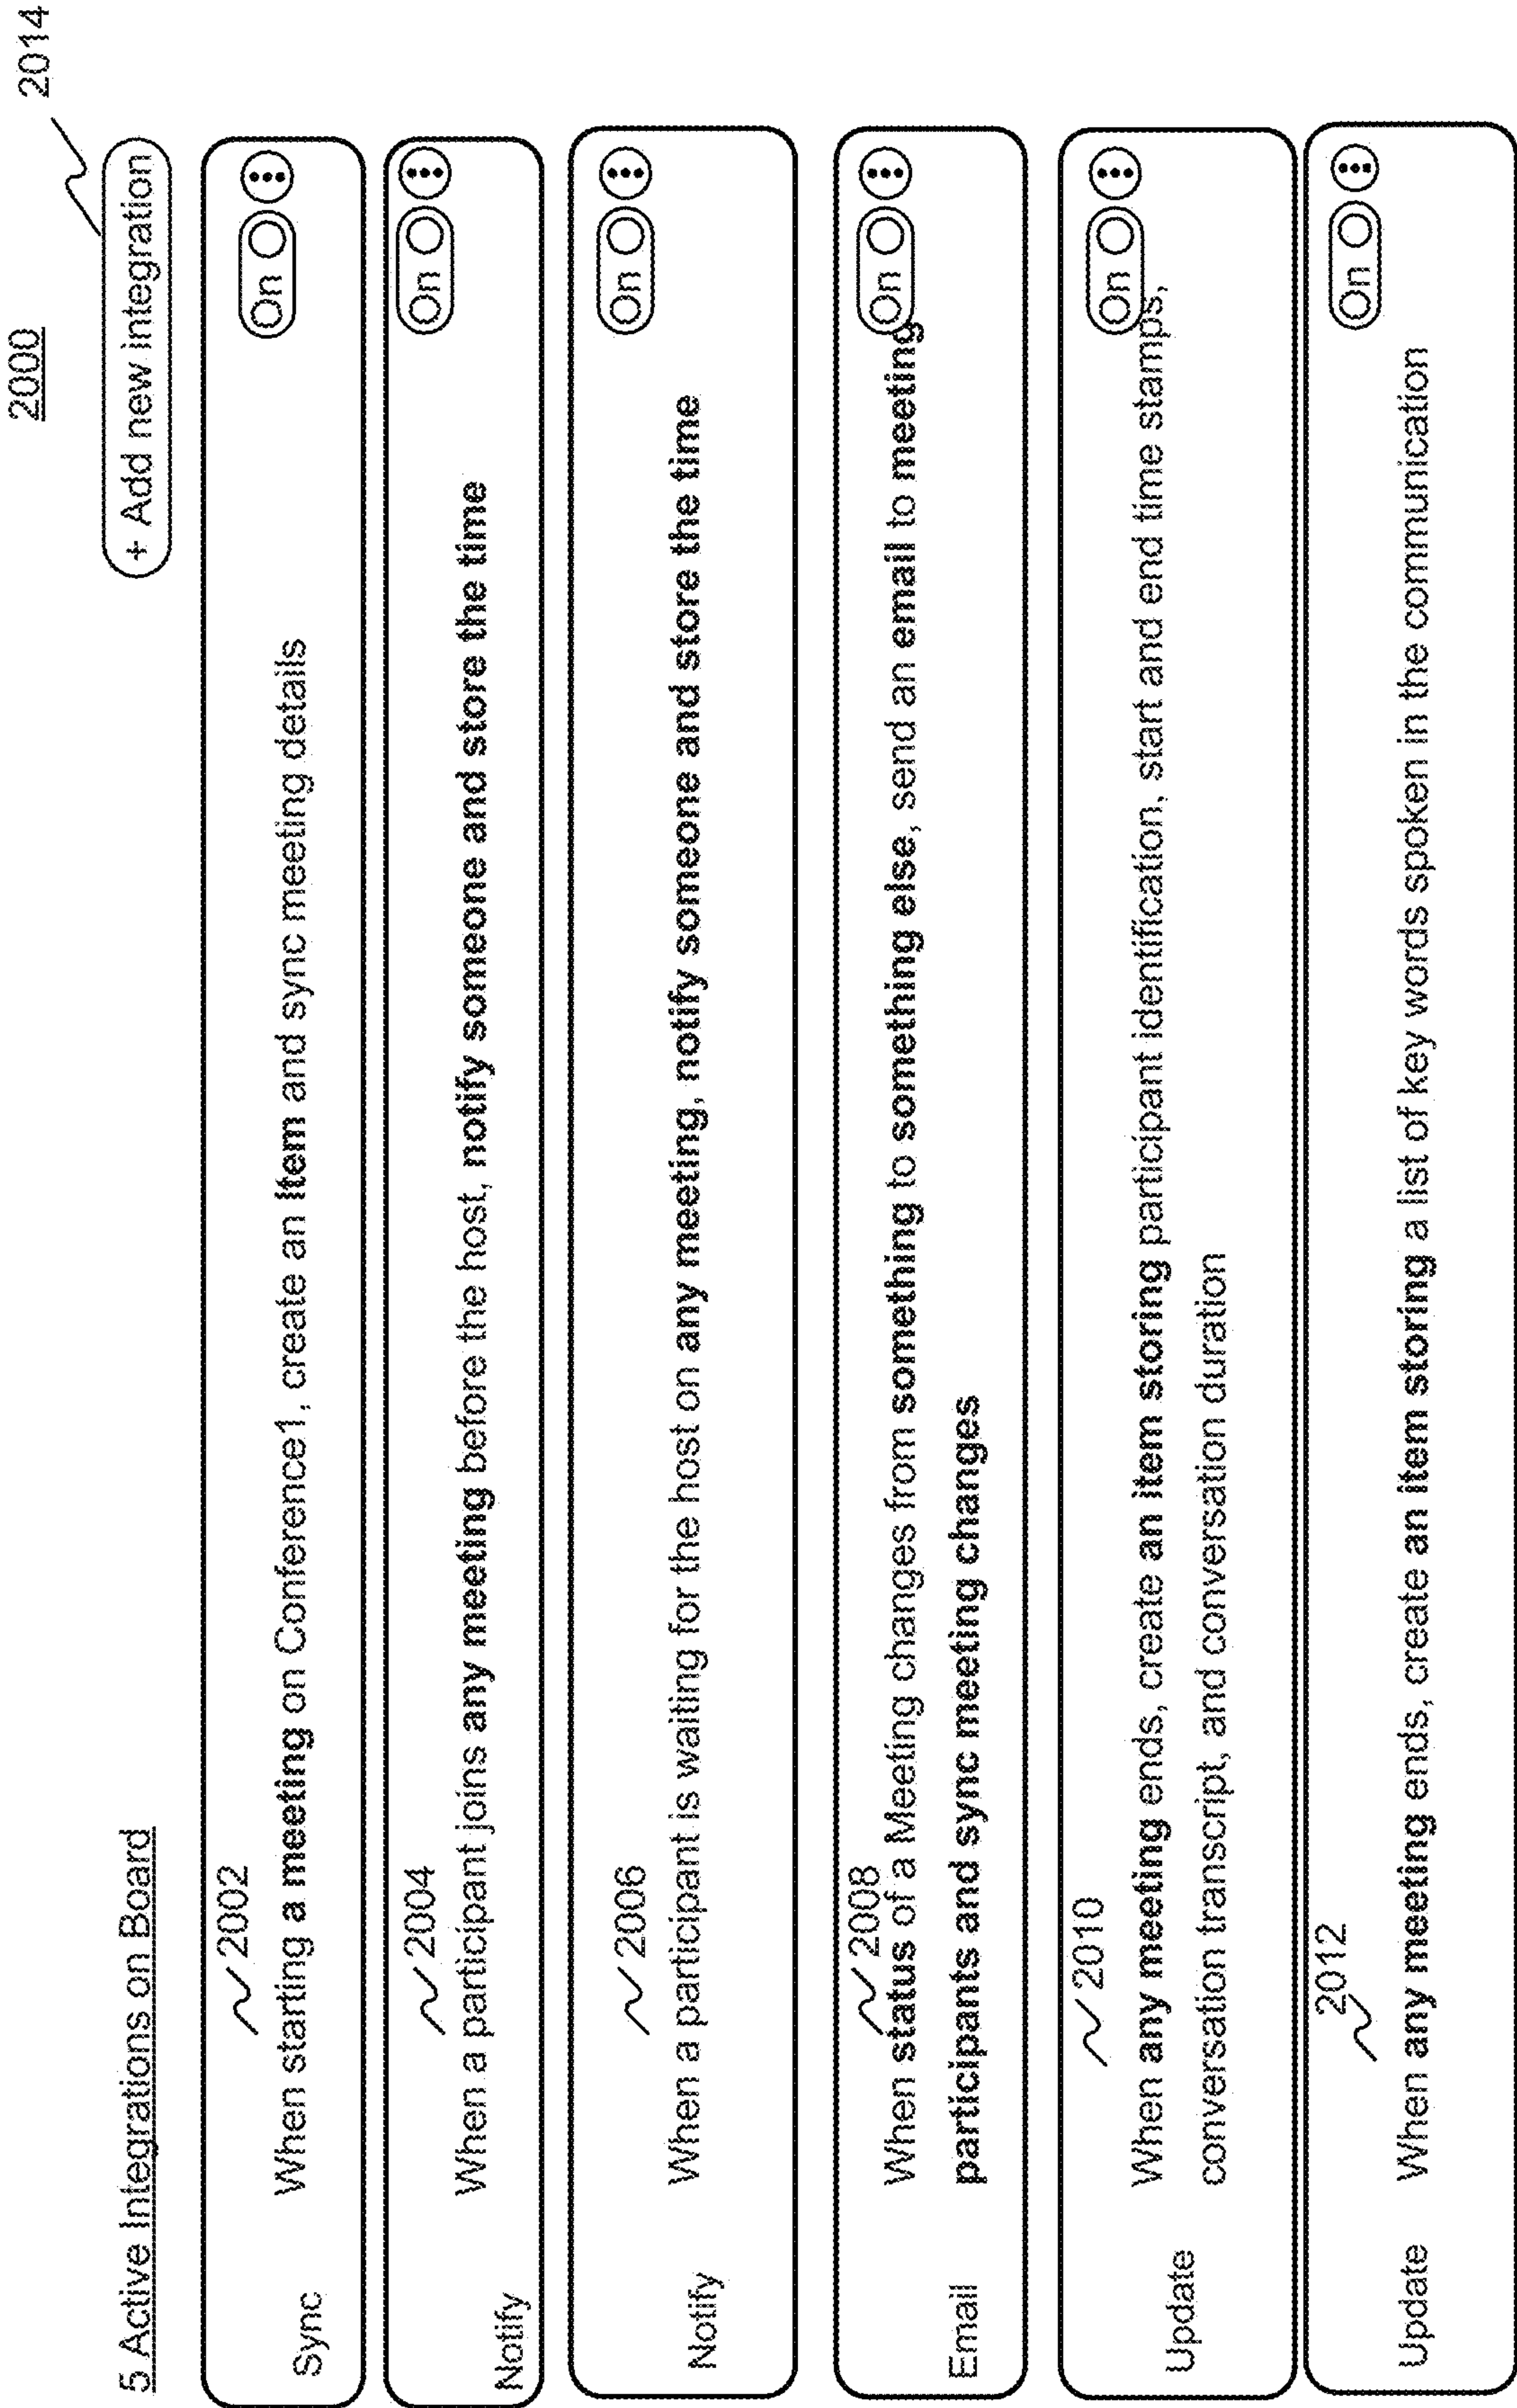 2000
2014
5 Active Integrations on Board
+ Add new integration
2002
Sync
When starting a meeting on Conference1, create an item and sync meeting details
On
2004
Notify
When a participant joins any meeting before the host, notify someone and store the time
On
2006
Notify
When a participant is waiting for the host on any meeting, notify someone and store the time
On
2008
Email
When status of a Meeting changes from something to something else, send an email to meeting
participants and sync meeting changes
On
2010
Update
When any meeting ends, create an item storing participant identification, start and end time stamps,
conversation transcript, and conversation duration
On
2012
Update
When any meeting ends, create an item storing a list of key words spoken in the communication
On